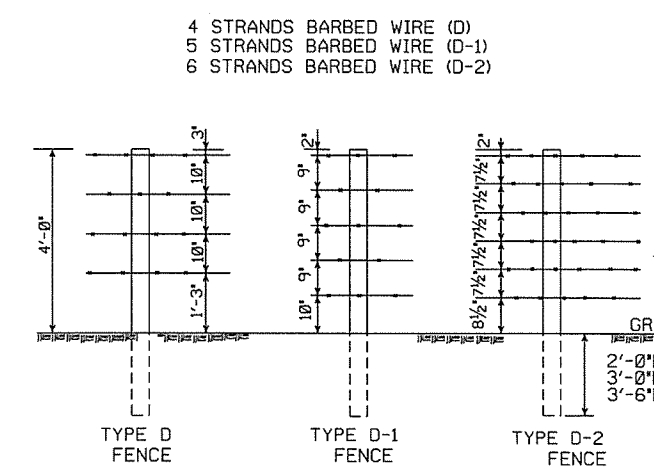 4 STRANDS BARBED WIRE (D)
5 STRANDS BARBED WIRE (D-1)
6 STRANDS BARBED WIRE (D-2)
4'-0"
3"
10"
10"
10"
1'-3"
2"
9"
9"
9"
9"
10"
2"
7½"
7½"
7½"
7½"
7½"
8½"
GR
2'-0"
3'-0"
3'-6"
TYPE D
FENCE
TYPE D-1
FENCE
TYPE D-2
FENCE